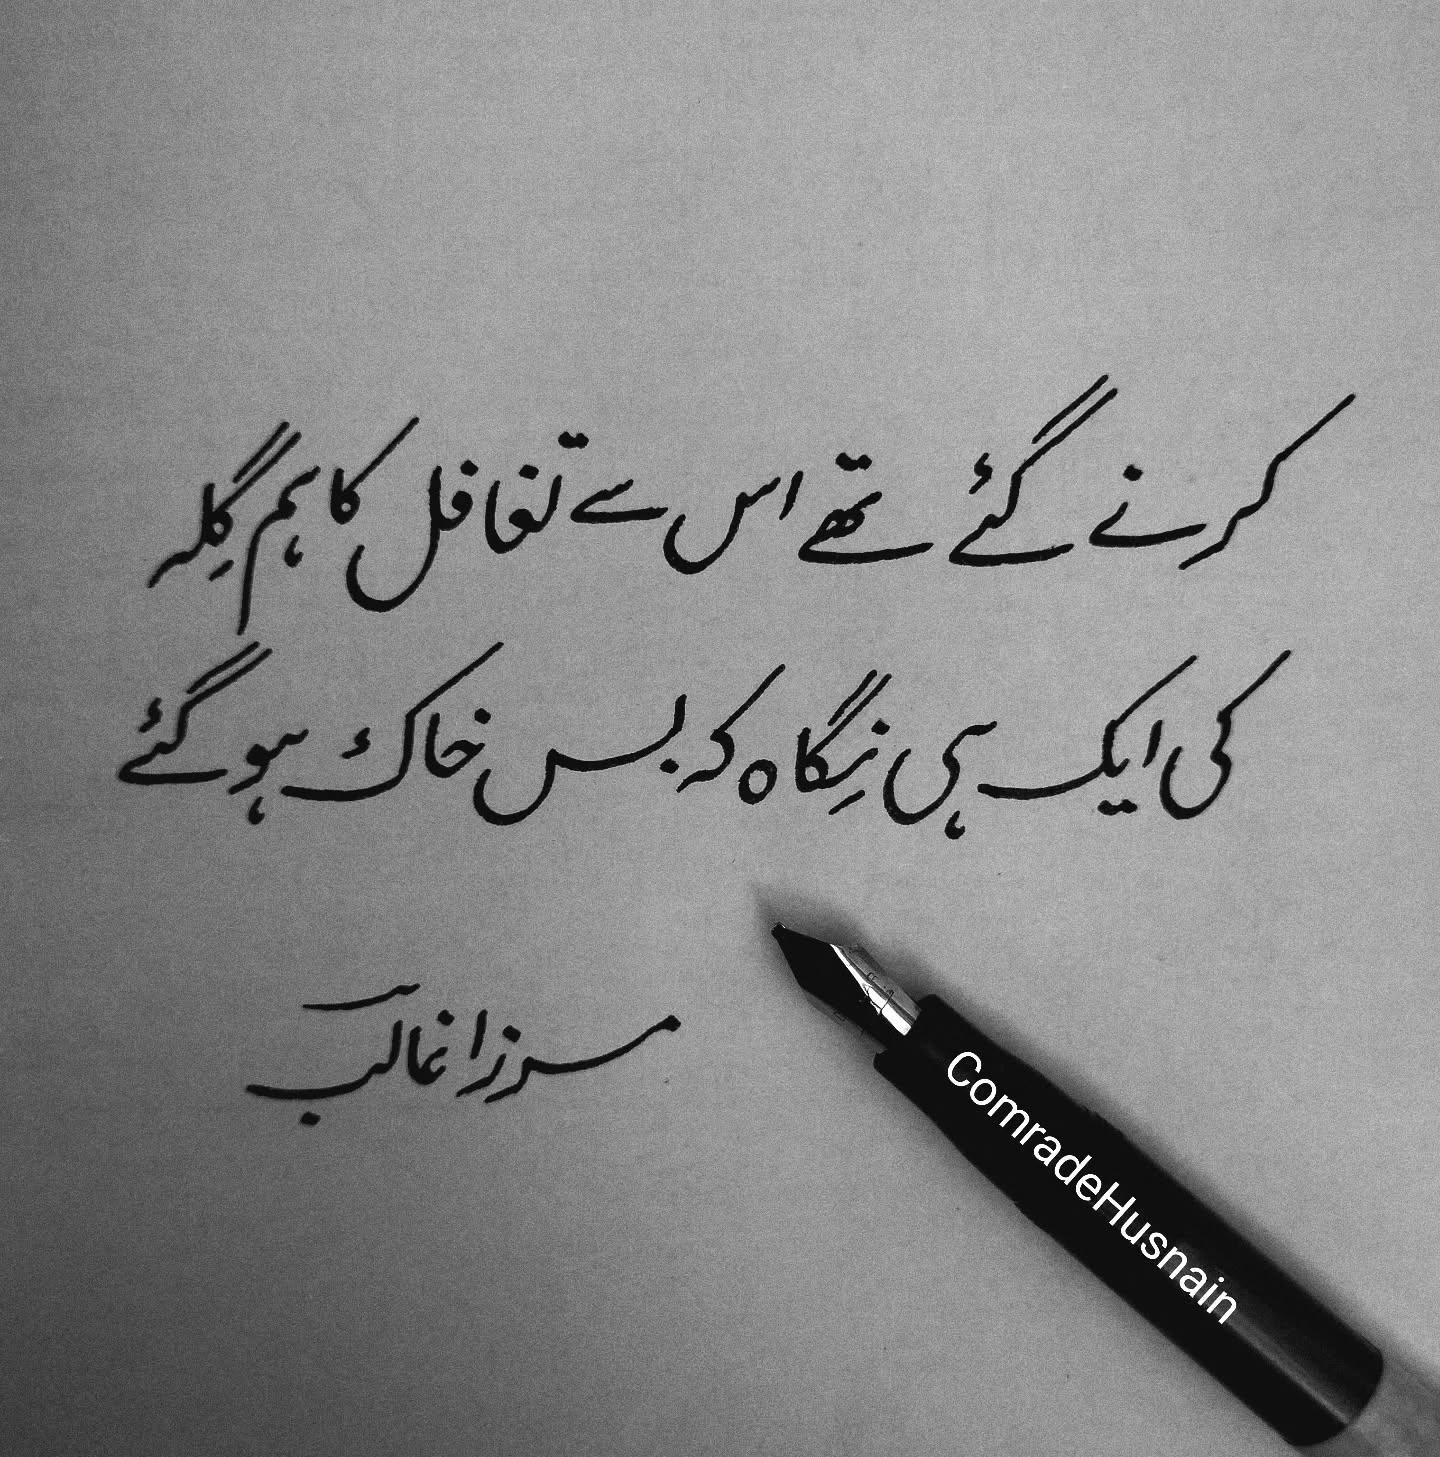 کرنے گئے تھے اس سے تغافل کا ہم گِلہ
کی ایک ہی نِگاہ کہ بس خاک ہو گئے
مرزا غالب
ComradeHusnain